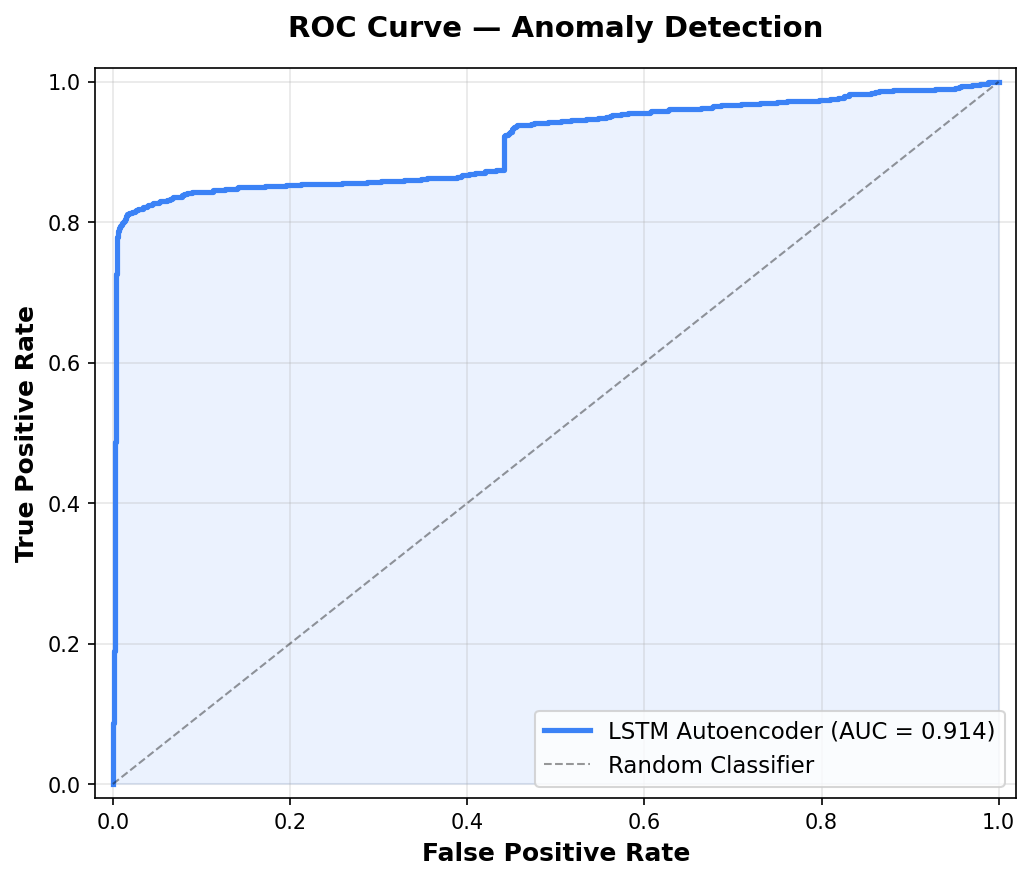 ROC Curve — Anomaly Detection
True Positive Rate
1.0
0.8
0.6
0.4
0.2
0.0
LSTM Autoencoder (AUC = 0.914)
Random Classifier
0.0 0.2 0.4 0.6 0.8 1.0
False Positive Rate